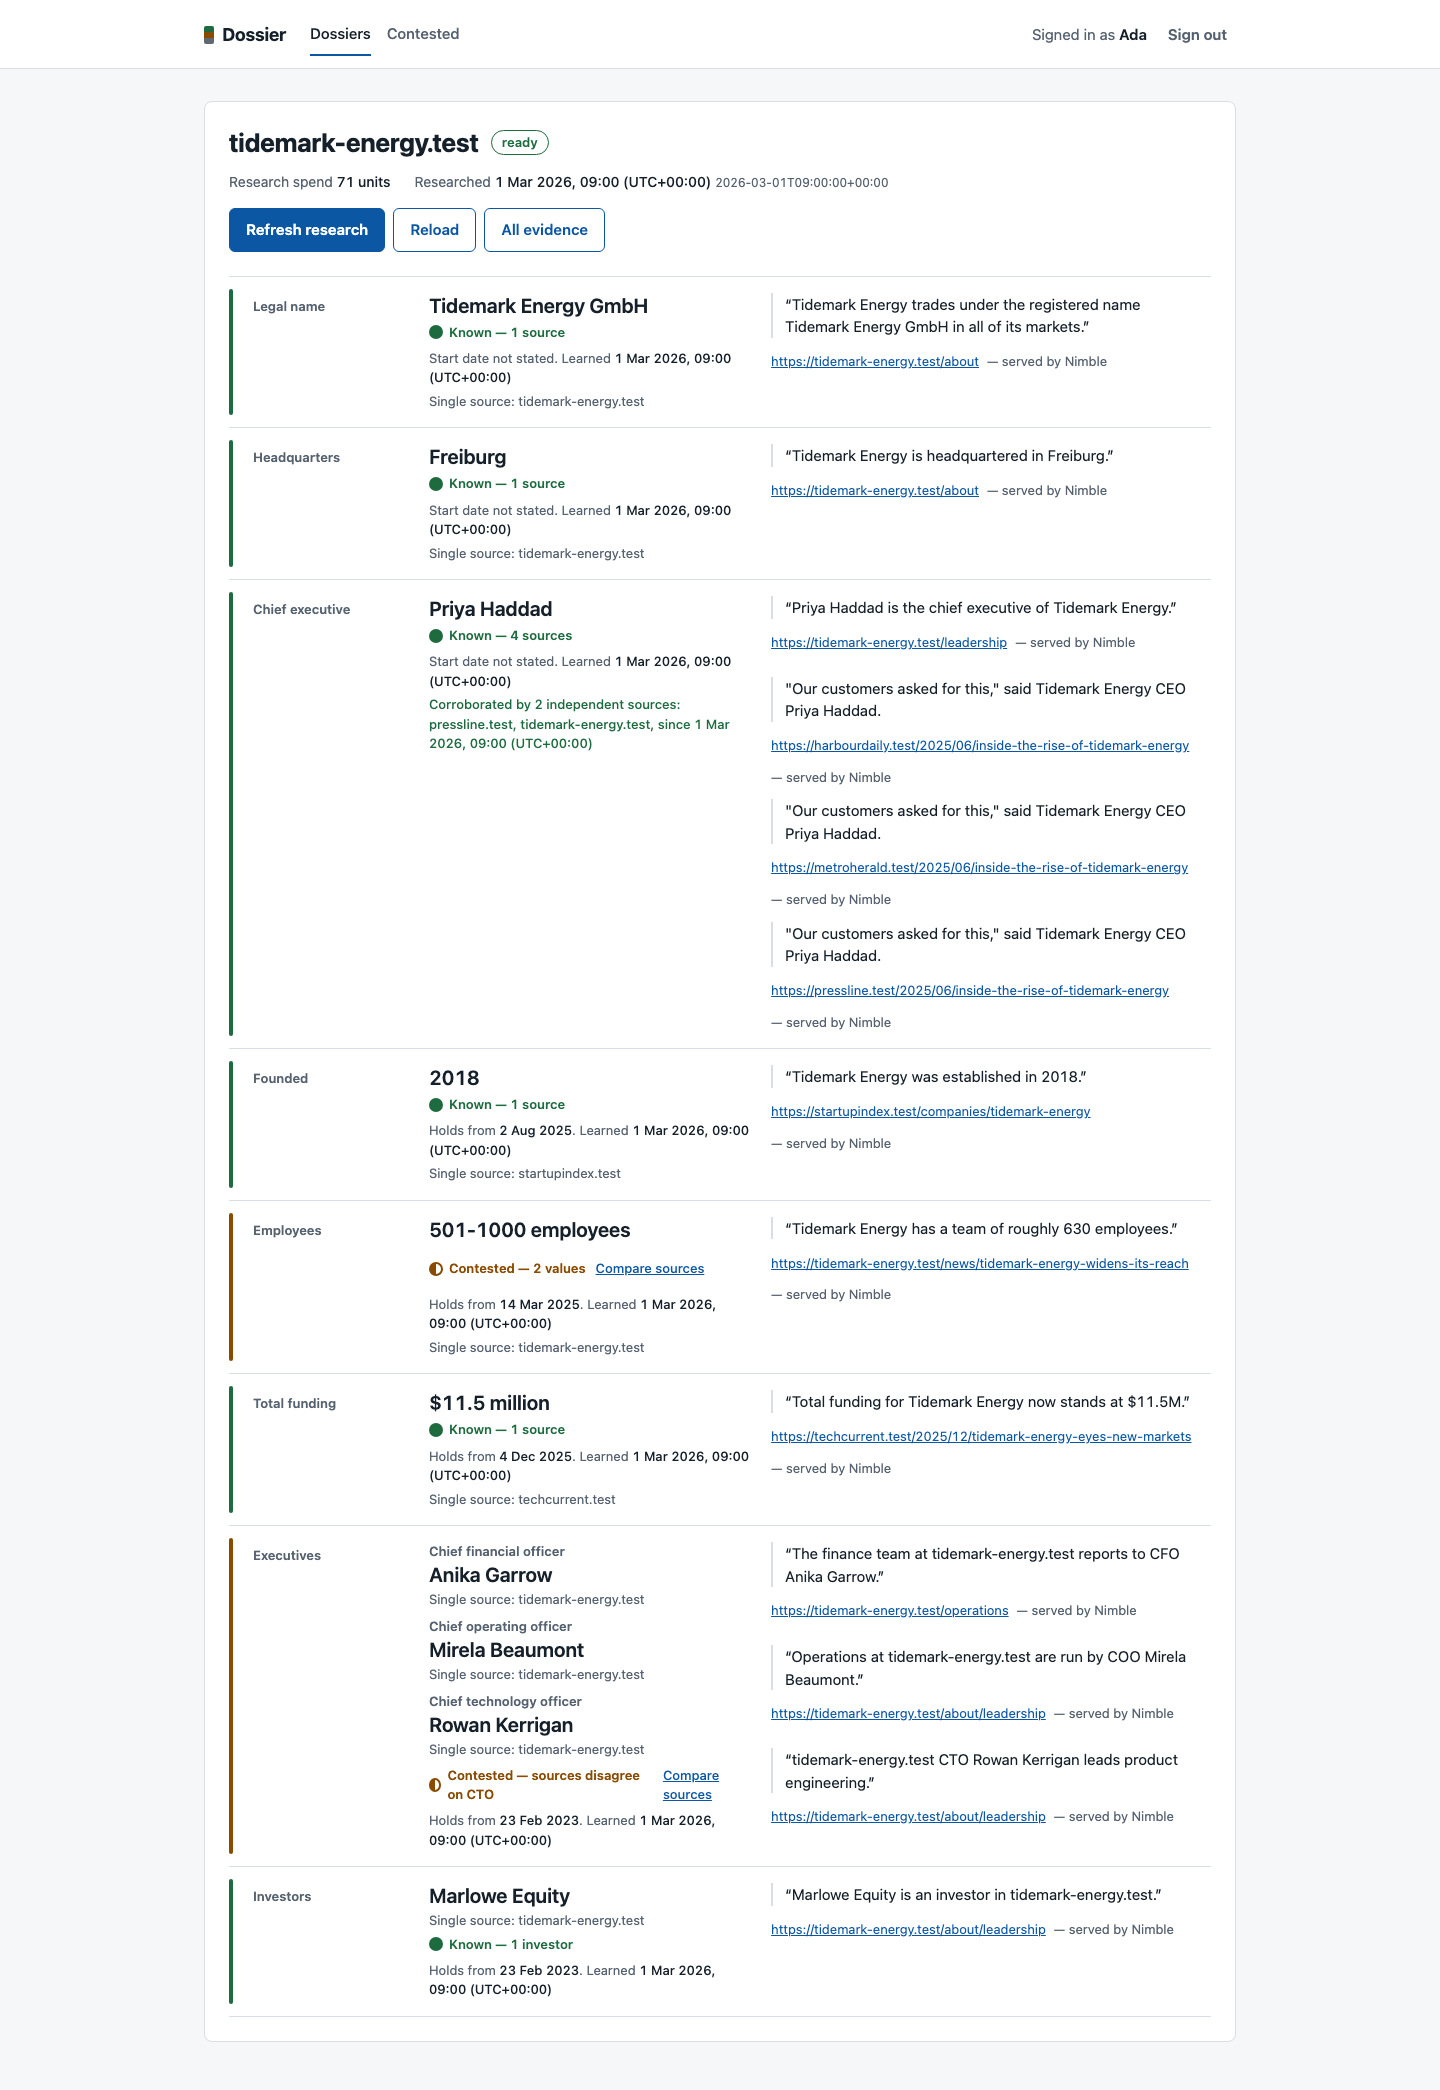 Dossier
Dossiers
Contested
Signed in as Ada
Sign out
tidemark-energy.test
ready
Research spend 71 units
Researched 1 Mar 2026, 09:00 (UTC+00:00) 2026-03-01T09:00:00+00:00
Refresh research
Reload
All evidence
Legal name
Tidemark Energy GmbH
Known — 1 source
Start date not stated. Learned 1 Mar 2026, 09:00
(UTC+00:00)
Single source: tidemark-energy.test
“Tidemark Energy trades under the registered name
Tidemark Energy GmbH in all of its markets.”
https://tidemark-energy.test/about — served by Nimble
Headquarters
Freiburg
Known — 1 source
Start date not stated. Learned 1 Mar 2026, 09:00
(UTC+00:00)
Single source: tidemark-energy.test
“Tidemark Energy is headquartered in Freiburg.”
https://tidemark-energy.test/about — served by Nimble
Chief executive
Priya Haddad
Known — 4 sources
Start date not stated. Learned 1 Mar 2026, 09:00
(UTC+00:00)
Corroborated by 2 independent sources:
pressline.test, tidemark-energy.test, since 1 Mar
2026, 09:00 (UTC+00:00)
“Priya Haddad is the chief executive of Tidemark Energy.”
https://tidemark-energy.test/leadership — served by Nimble
"Our customers asked for this," said Tidemark Energy CEO
Priya Haddad.
https://harbourdaily.test/2025/06/inside-the-rise-of-tidemark-energy
— served by Nimble
"Our customers asked for this," said Tidemark Energy CEO
Priya Haddad.
https://metroherald.test/2025/06/inside-the-rise-of-tidemark-energy
— served by Nimble
"Our customers asked for this," said Tidemark Energy CEO
Priya Haddad.
https://pressline.test/2025/06/inside-the-rise-of-tidemark-energy
— served by Nimble
Founded
2018
Known — 1 source
Holds from 2 Aug 2025. Learned 1 Mar 2026, 09:00
(UTC+00:00)
Single source: startupindex.test
“Tidemark Energy was established in 2018.”
https://startupindex.test/companies/tidemark-energy
— served by Nimble
Employees
501-1000 employees
Contested — 2 values Compare sources
Holds from 14 Mar 2025. Learned 1 Mar 2026,
09:00 (UTC+00:00)
Single source: tidemark-energy.test
“Tidemark Energy has a team of roughly 630 employees.”
https://tidemark-energy.test/news/tidemark-energy-widens-its-reach
— served by Nimble
Total funding
$11.5 million
Known — 1 source
Holds from 4 Dec 2025. Learned 1 Mar 2026, 09:00
(UTC+00:00)
Single source: techcurrent.test
“Total funding for Tidemark Energy now stands at $11.5M.”
https://techcurrent.test/2025/12/tidemark-energy-eyes-new-markets
— served by Nimble
Executives
Chief financial officer
Anika Garrow
Single source: tidemark-energy.test
Chief operating officer
Mirela Beaumont
Single source: tidemark-energy.test
Chief technology officer
Rowan Kerrigan
Single source: tidemark-energy.test
Contested — sources disagree
on CTO
Compare
sources
Holds from 23 Feb 2023. Learned 1 Mar 2026,
09:00 (UTC+00:00)
“The finance team at tidemark-energy.test reports to CFO
Anika Garrow.”
https://tidemark-energy.test/operations — served by Nimble
“Operations at tidemark-energy.test are run by COO Mirela
Beaumont.”
https://tidemark-energy.test/about/leadership — served by Nimble
“tidemark-energy.test CTO Rowan Kerrigan leads product
engineering.”
https://tidemark-energy.test/about/leadership — served by Nimble
Investors
Marlowe Equity
Single source: tidemark-energy.test
Known — 1 investor
Holds from 23 Feb 2023. Learned 1 Mar 2026,
09:00 (UTC+00:00)
“Marlowe Equity is an investor in tidemark-energy.test.”
https://tidemark-energy.test/about/leadership — served by Nimble